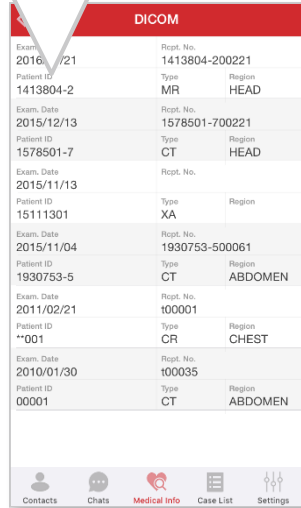 DICOM
Exam. Rcpt. No.
2016 /21 1413804-200221
Patient ID Type Region
1413804-2 MR HEAD
Exam. Date Rcpt. No.
2015/12/13 1578501-700221
Patient ID Type Region
1578501-7 CT HEAD
Exam. Date Rcpt. No.
2015/11/13
Patient ID Type Region
15111301 XA
Exam. Date Rcpt. No.
2015/11/04 1930753-500061
Patient ID Type Region
1930753-5 CT ABDOMEN
Exam. Date Rcpt. No.
2011/02/21 t00001
Patient ID Type Region
**001 CR CHEST
Exam. Date Rcpt. No.
2010/01/30 t00035
Patient ID Type Region
00001 CT ABDOMEN
Contacts Chats Medical Info Case List Settings